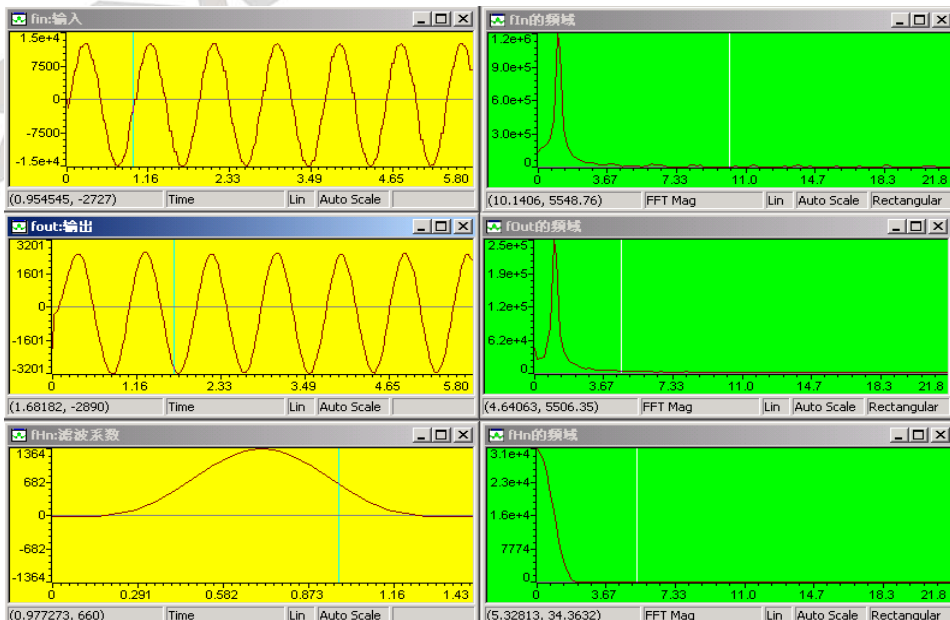 fin:输入
1.5e+4
7500
0
-7500
-1.5e+4
0 1.16 2.33 3.49 4.65 5.80
(0.954545, -2727) Time Lin Auto Scale
fIn的频域
1.2e+6
9.0e+5
6.0e+5
3.0e+5
0
0 3.67 7.33 11.0 14.7 18.3 21.8
(10.1406, 5548.76) FFT Mag Lin Auto Scale Rectangular
fout:输出
3201
1601
0
-1601
-3201
0 1.16 2.33 3.49 4.65 5.80
(1.68182, -2890) Time Lin Auto Scale
fOut的频域
2.5e+5
1.9e+5
1.2e+5
6.2e+4
0
0 3.67 7.33 11.0 14.7 18.3 21.8
(4.64063, 5506.35) FFT Mag Lin Auto Scale Rectangular
fHn:滤波系数
1364
682
0
-682
-1364
0 0.291 0.582 0.873 1.16 1.43
(0.977273, 660) Time Lin Auto Scale
fHn的频域
3.1e+4
2.3e+4
1.6e+4
7774
0
0 3.67 7.33 11.0 14.7 18.3 21.8
(5.32813, 34.3632) FFT Mag Lin Auto Scale Rectangular